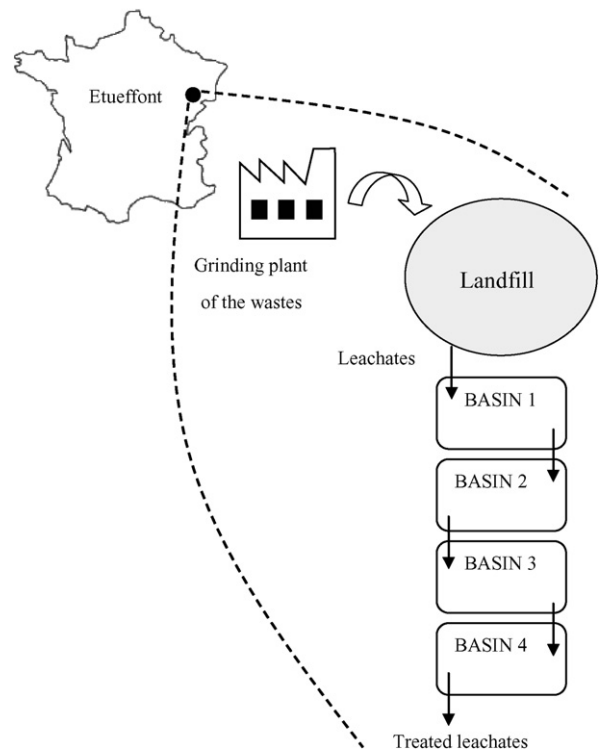 Etueffont
Grinding plant
of the wastes
Landfill
Leachates
BASIN 1
BASIN 2
BASIN 3
BASIN 4
Treated leachates